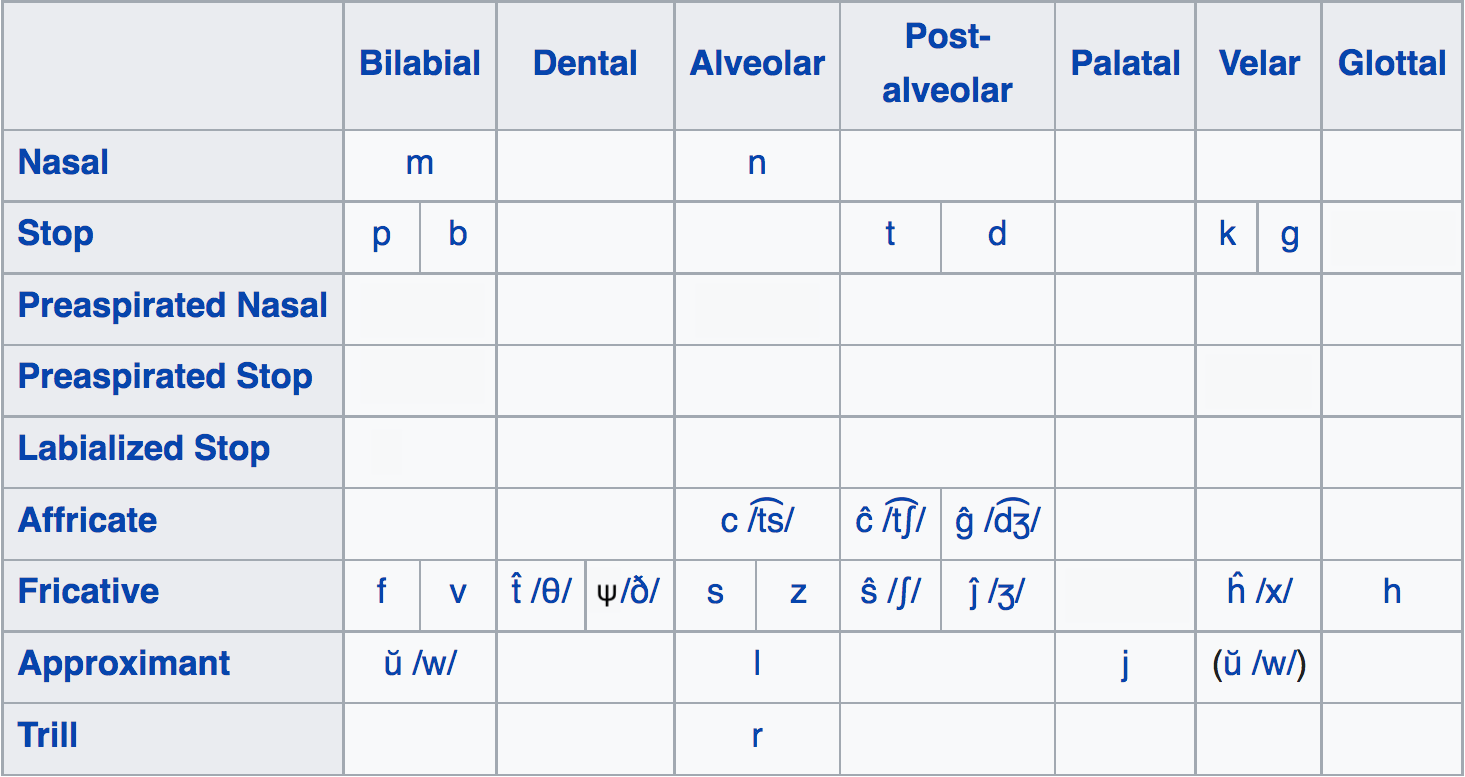 Bilabial Dental Alveolar Post-alveolar Palatal Velar Glottal
Nasal m n
Stop p b t d k g
Preaspirated Nasal
Preaspirated Stop
Labialized Stop
Affricate c /t͡s/ ĉ /t͡ʃ/ ĝ /d͡ʒ/
Fricative f v t̂ /θ/ ψ/ð/ s z ŝ /ʃ/ ĵ /ʒ/ ĥ /x/ h
Approximant ŭ /w/ l j (ŭ /w/)
Trill r